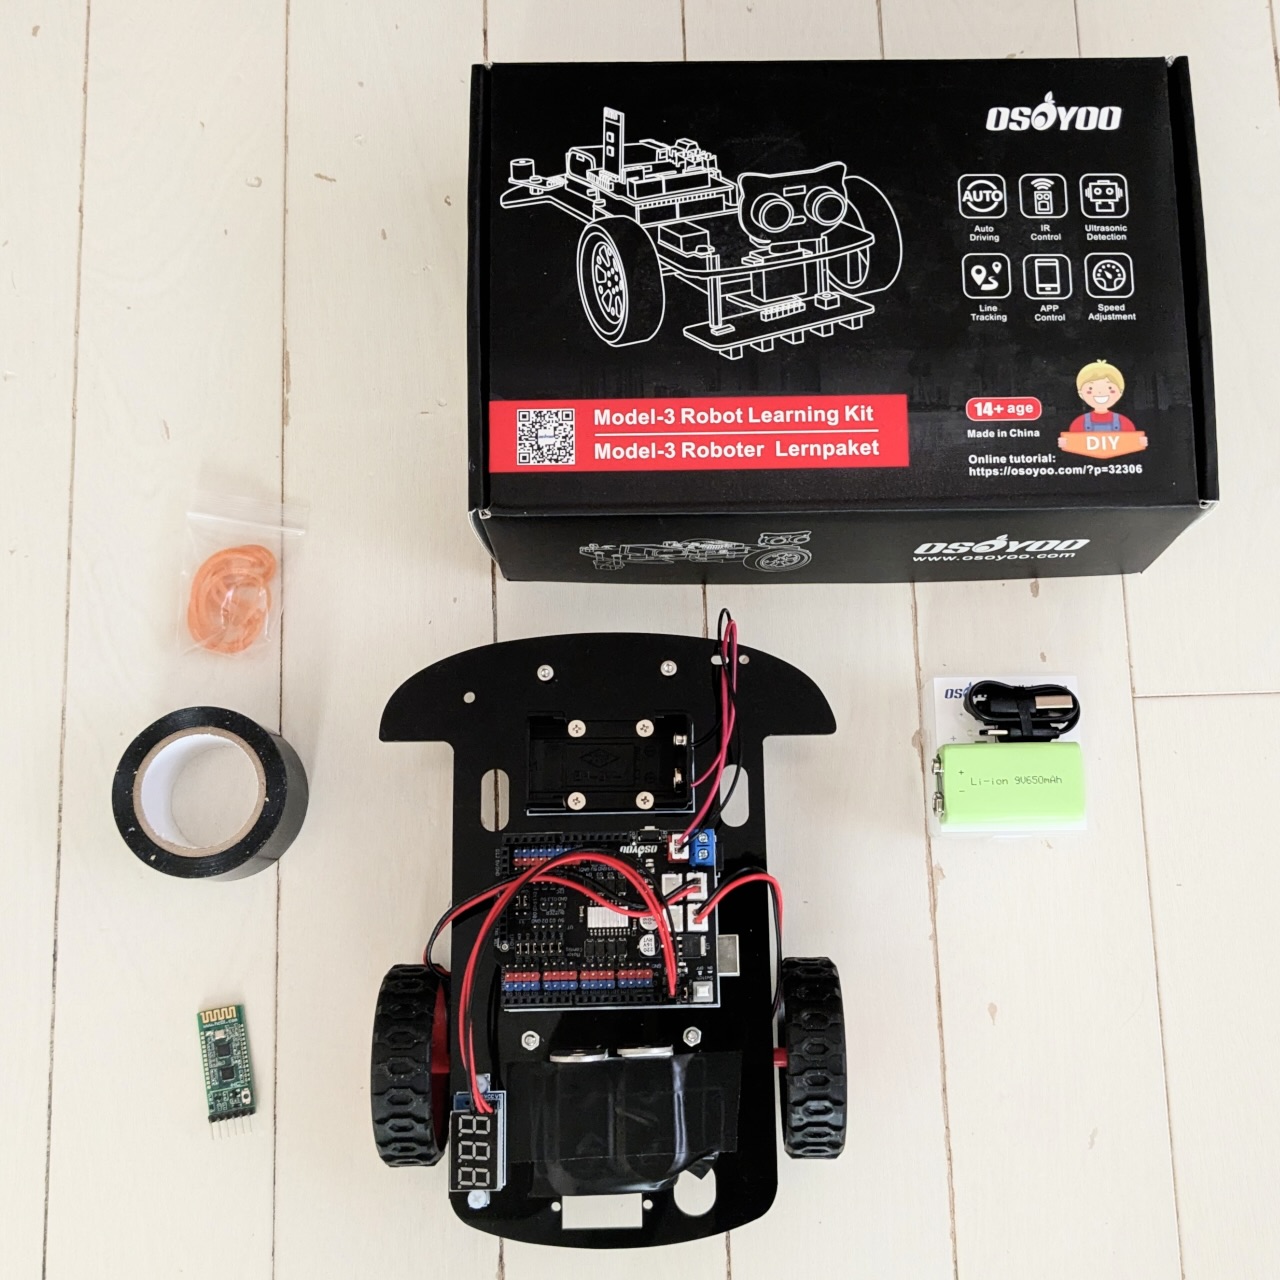 OSOYOO
AUTO
Auto
Driving
IR
Control
Ultrasonic
Detection
Line
Tracking
APP
Control
Speed
Adjustment
Model-3 Robot Learning Kit
Model-3 Roboter Lernpaket
14+ age
Made in China
DIY
Online tutorial:
https://osoyoo.com/?p=32306
OSOYOO
www.osoyoo.com
+ Li-ion 9V650mAh
-
OSOYOO